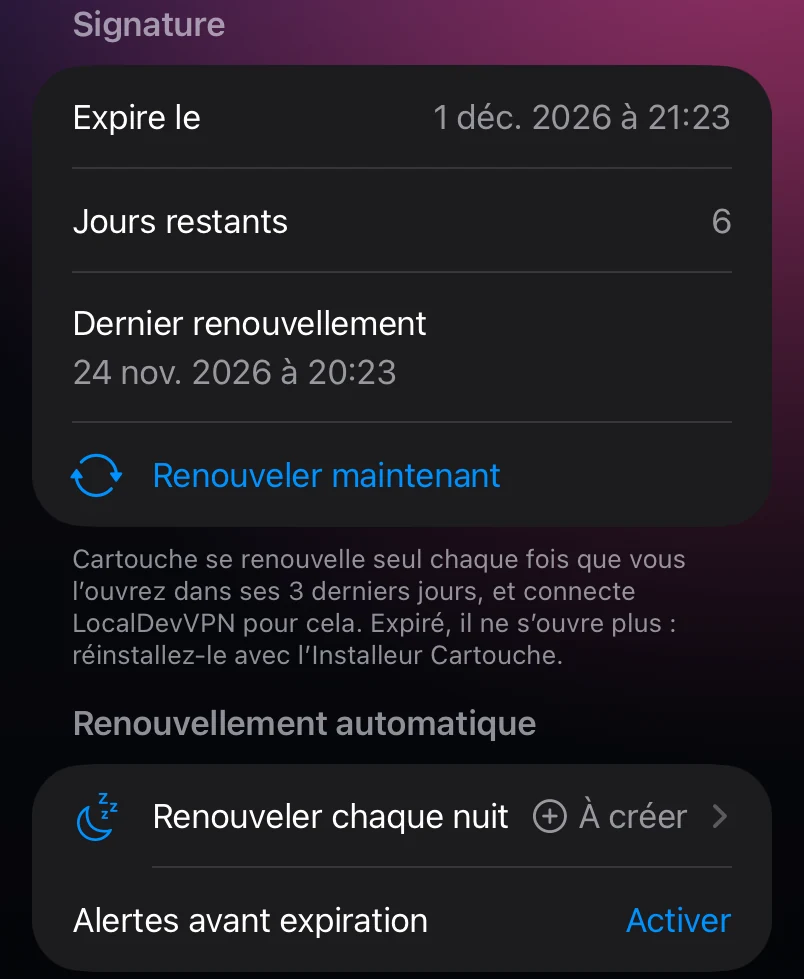 Signature
Expire le 1 déc. 2026 à 21:23
Jours restants 6
Dernier renouvellement
24 nov. 2026 à 20:23
Renouveler maintenant
Cartouche se renouvelle seul chaque fois que vous
l’ouvrez dans ses 3 derniers jours, et connecte
LocalDevVPN pour cela. Expiré, il ne s’ouvre plus :
réinstallez-le avec l’Installeur Cartouche.
Renouvellement automatique
Renouveler chaque nuit À créer
Alertes avant expiration Activer